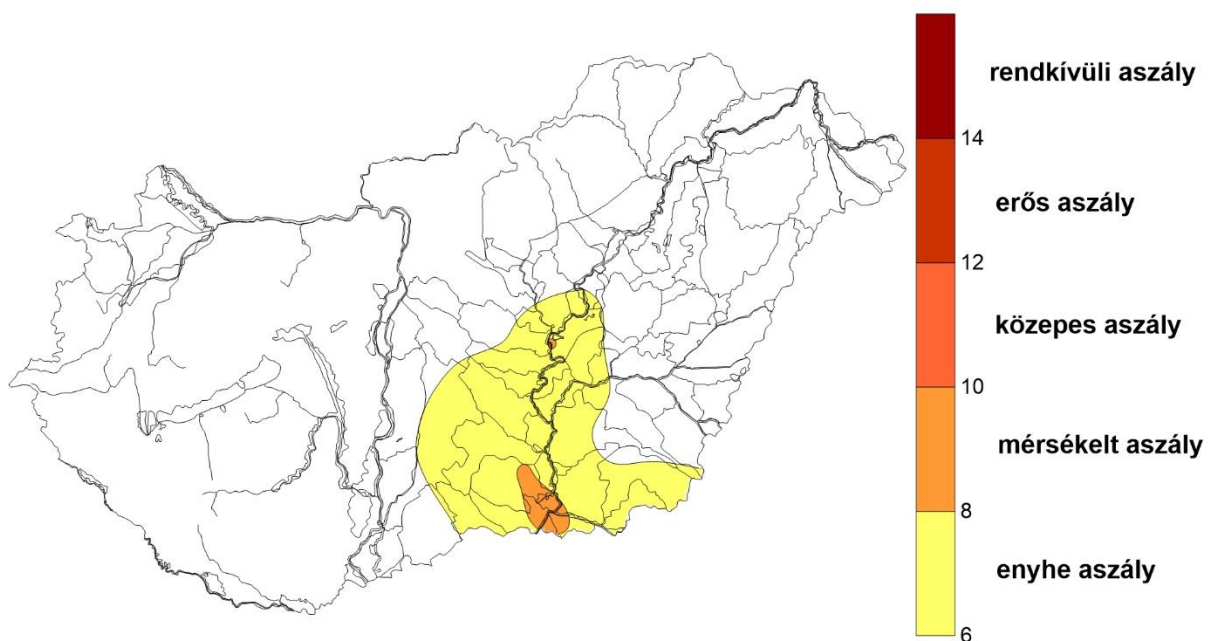 rendkívüli aszály
14
erős aszály
12
közepes aszály
10
mérsékelt aszály
8
enyhe aszály
6